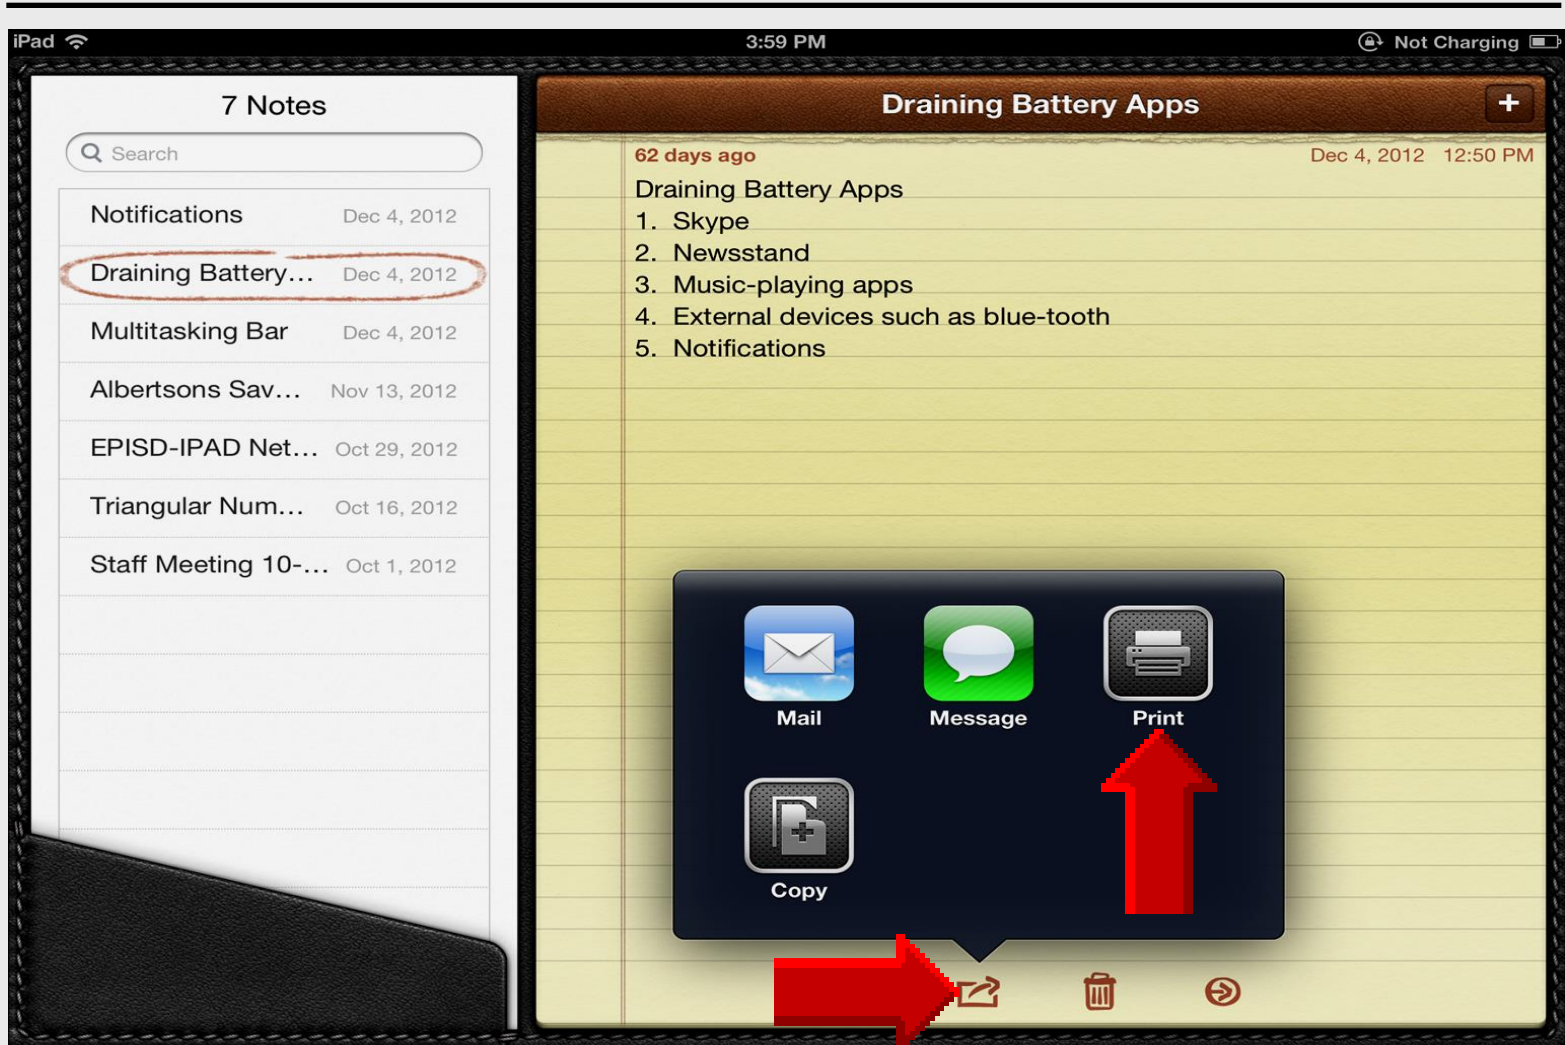 iPad 3:59 PM Not Charging
7 Notes
Search
Notifications Dec 4, 2012
Draining Battery... Dec 4, 2012
Multitasking Bar Dec 4, 2012
Albertsons Sav... Nov 13, 2012
EPISD-IPAD Net... Oct 29, 2012
Triangular Num... Oct 16, 2012
Staff Meeting 10-... Oct 1, 2012
Draining Battery Apps +
62 days ago Dec 4, 2012 12:50 PM
Draining Battery Apps
1. Skype
2. Newsstand
3. Music-playing apps
4. External devices such as blue-tooth
5. Notifications
Mail Message Print
Copy